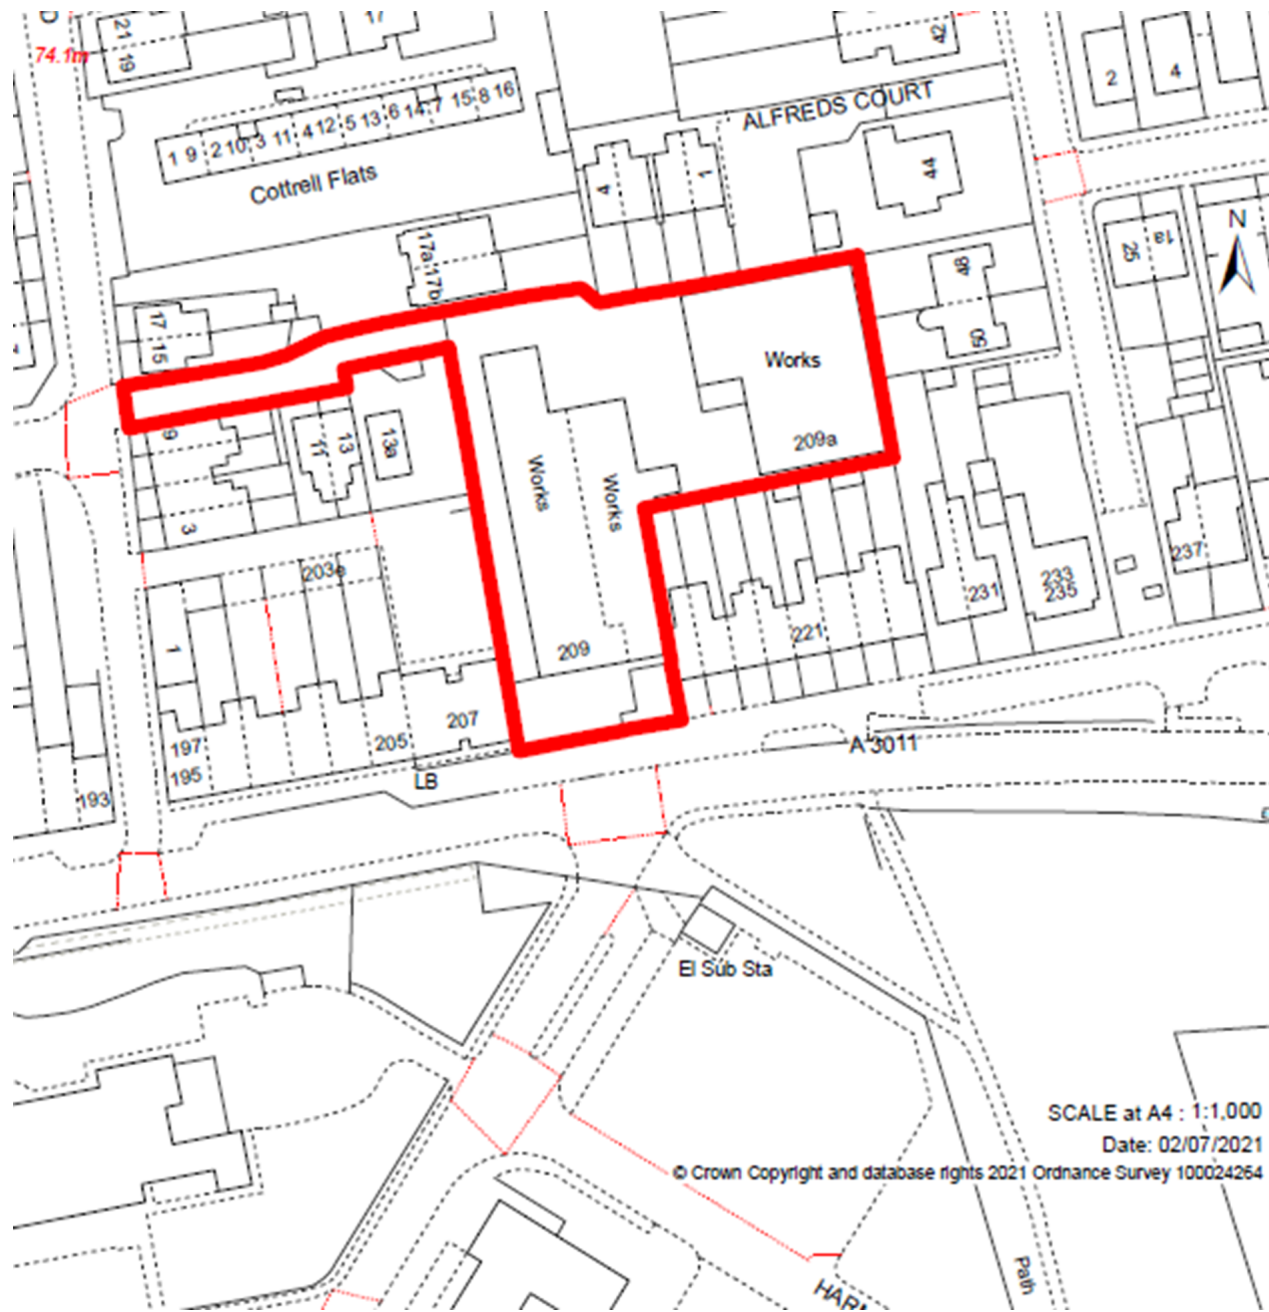 D
21
19
17
42
2
4
74.1m
1 9 2 10 3 11 4 12 5 13 6 14 7 15 8 16
ALFREDS COURT
Cottrell Flats
4
1
44
N
17a
17b
25
1a
48
17
15
50
Works
9
11
13
13a
209a
Works
Works
3
203e
237
233
235
231
1
209
221
207
197
205
195
A 3011
LB
193
El Sub Sta
SCALE at A4 : 1:1,000
Date: 02/07/2021
© Crown Copyright and database rights 2021 Ordnance Survey 100024264
Path